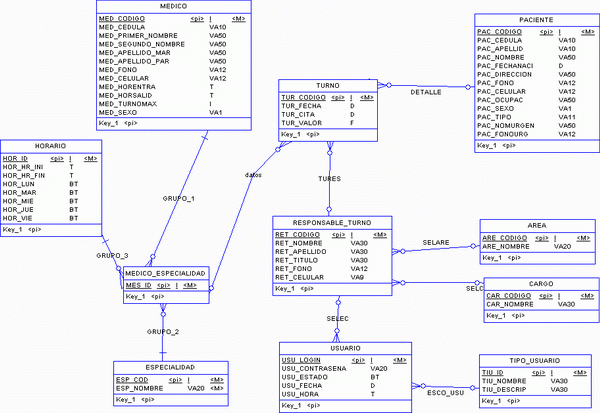 MEDICO
MED_CODIGO <pi> I <M>
MED_CEDULA VA10
MED_PRIMER_NOMBRE VA50
MED_SEGUNDO_NOMBRE VA50
MED_APELLIDO_MAR VA50
MED_APELLIDO_PAR VA50
MED_FONO VA12
MED_CELULAR VA12
MED_HORENTRA T
MED_HORSALID T
MED_TURNOMAX I
MED_SEXO VA1
Key_1 <pi>
PACIENTE
PAC_CODIGO <pi> I <M>
PAC_CEDULA VA10
PAC_APELLID VA10
PAC_NOMBRE VA50
PAC_FECHANACI D
PAC_DIRECCION VA50
PAC_FONO VA12
PAC_CELULAR VA12
PAC_OCUPAC VA50
PAC_SEXO VA1
PAC_TIPO VA11
PAC_NOMURGEN VA50
PAC_FONOURG VA12
Key_1 <pi>
TURNO
TUR_CODIGO <pi> I <M>
TUR_FECHA D
TUR_CITA D
TUR_VALOR F
Key_1 <pi>
DETALLE
HORARIO
HOR_ID <pi> I <M>
HOR_HR_INI T
HOR_HR_FIN T
HOR_LUN BT
HOR_MAR BT
HOR_MIE BT
HOR_JUE BT
HOR_VIE BT
Key_1 <pi>
datos
TURES
GRUPO_1
GRUPO_3
MEDICO_ESPECIALIDAD
MES_ID <pi> I <M>
Key_1 <pi>
RESPONSABLE_TURNO
RET_CODIGO <pi> I <M>
RET_NOMBRE VA30
RET_APELLIDO VA30
RET_TITULO VA30
RET_FONO VA12
RET_CELULAR VA9
Key_1 <pi>
SELARE
AREA
ARE_CODIGO <pi> I <M>
ARE_NOMBRE VA20
Key_1 <pi>
SELC
CARGO
CAR_CODIGO <pi> I <M>
CAR_NOMBRE VA30
Key_1 <pi>
GRUPO_2
SELEC
ESPECIALIDAD
ESP_COD <pi> I <M>
ESP_NOMBRE VA20 <M>
Key_1 <pi>
USUARIO
USU_LOGIN <pi> I <M>
USU_CONTRASENA VA20
USU_ESTADO BT
USU_FECHA D
USU_HORA T
Key_1 <pi>
ESCO_USU
TIPO_USUARIO
TIU_ID <pi> I <M>
TIU_NOMBRE VA30
TIU_DESCRIP VA30
Key_1 <pi>